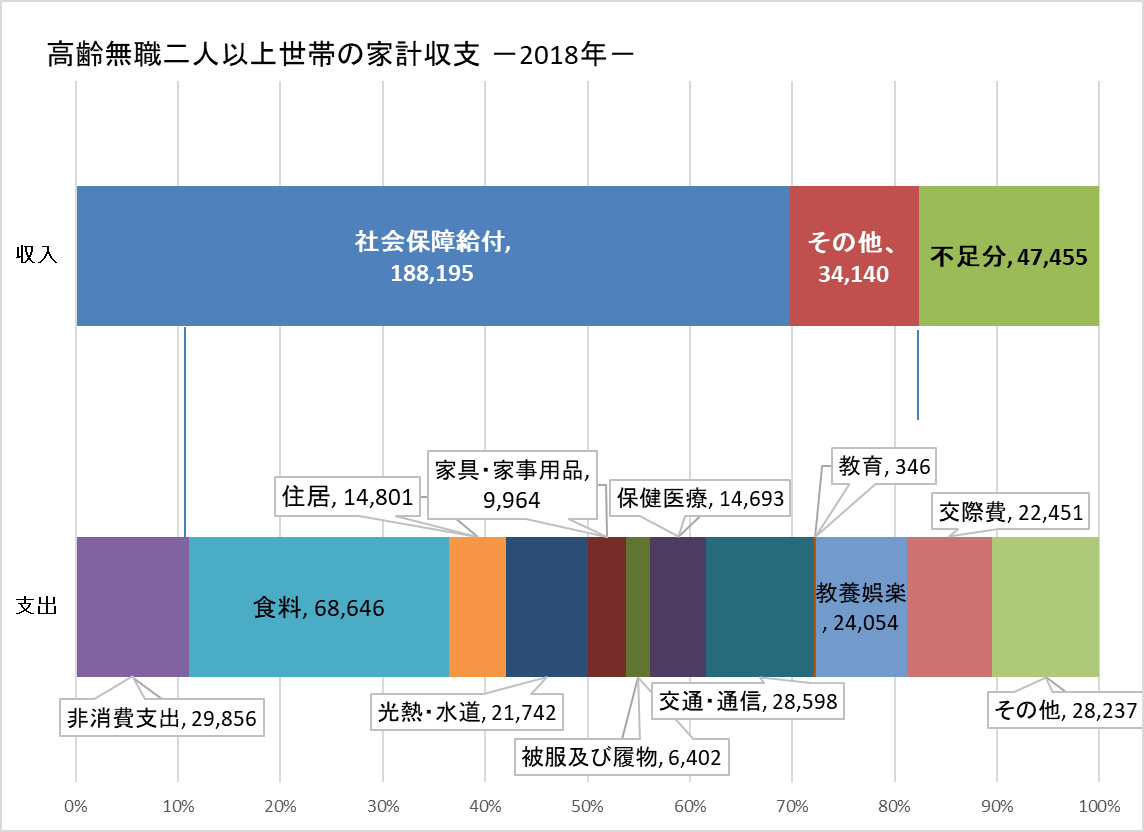 高齢無職二人以上世帯の家計収支 －2018年－
収入
社会保障給付,
188,195
その他、
34,140
不足分, 47,455
住居, 14,801
家具・家事用品,
9,964
保健医療, 14,693
教育, 346
交際費, 22,451
支出
食料, 68,646
教養娯楽
, 24,054
非消費支出, 29,856
光熱・水道, 21,742
被服及び履物, 6,402
交通・通信, 28,598
その他, 28,237
0%
10%
20%
30%
40%
50%
60%
70%
80%
90%
100%